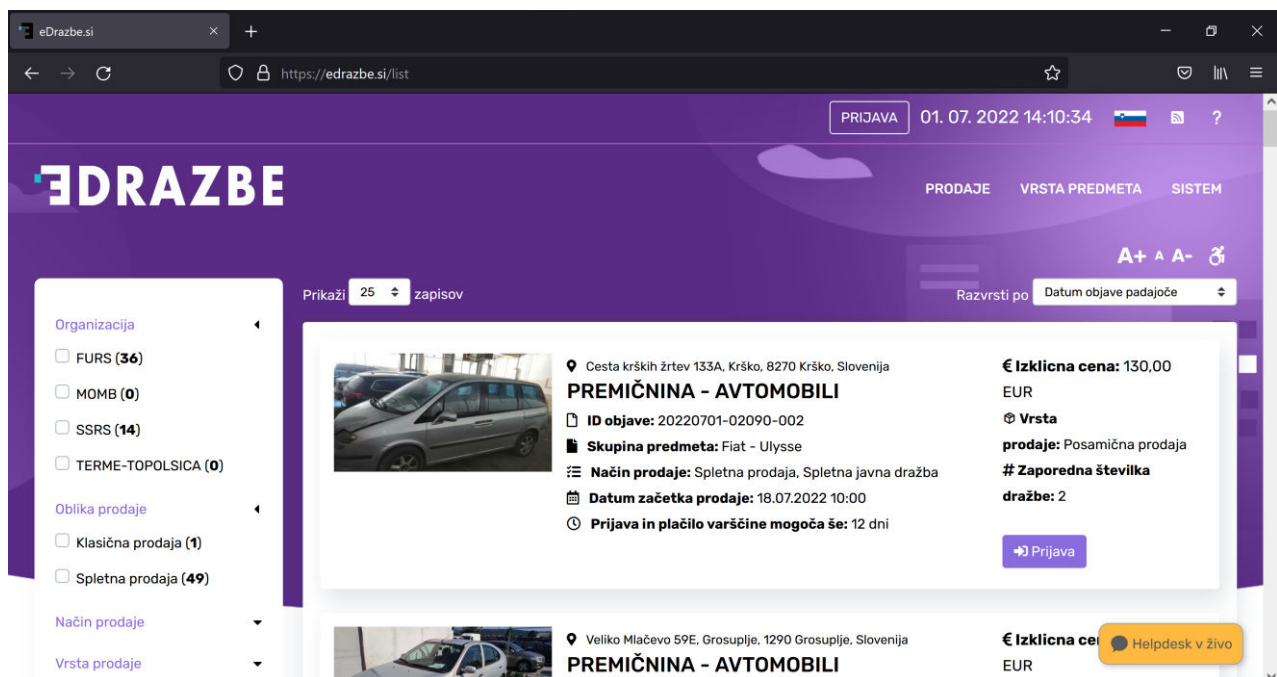 eDrazbe.si
https://edrazbe.si/list
PRIJAVA 01. 07. 2022 14:10:34 ?
EDRAZBE
PRODAJE VRSTA PREDMETA SISTEM
A+ A A-
Prikaži 25 zapisov
Razvrsti po Datum objave padajoče
Organizacija
FURS (36)
MOMB (0)
SSRS (14)
TERME-TOPOLSICA (0)
Oblika prodaje
Klasična prodaja (1)
Spletna prodaja (49)
Način prodaje
Vrsta prodaje
Cesta krških žrtev 133A, Krško, 8270 Krško, Slovenija
PREMIČNINA - AVTOMOBILI
ID objave: 20220701-02090-002
Skupina predmeta: Fiat - Ulysse
Način prodaje: Spletna prodaja, Spletna javna dražba
Datum začetka prodaje: 18.07.2022 10:00
Prijava in plačilo varščine mogoča še: 12 dni
€ Izklicna cena: 130,00
EUR
Vrsta
prodaje: Posamična prodaja
# Zaporedna številka
dražbe: 2
Prijava
Veliko Mlačevo 59E, Grosuplje, 1290 Grosuplje, Slovenija
PREMIČNINA - AVTOMOBILI
€ Izklicna ce
EUR
Helpdesk v živo